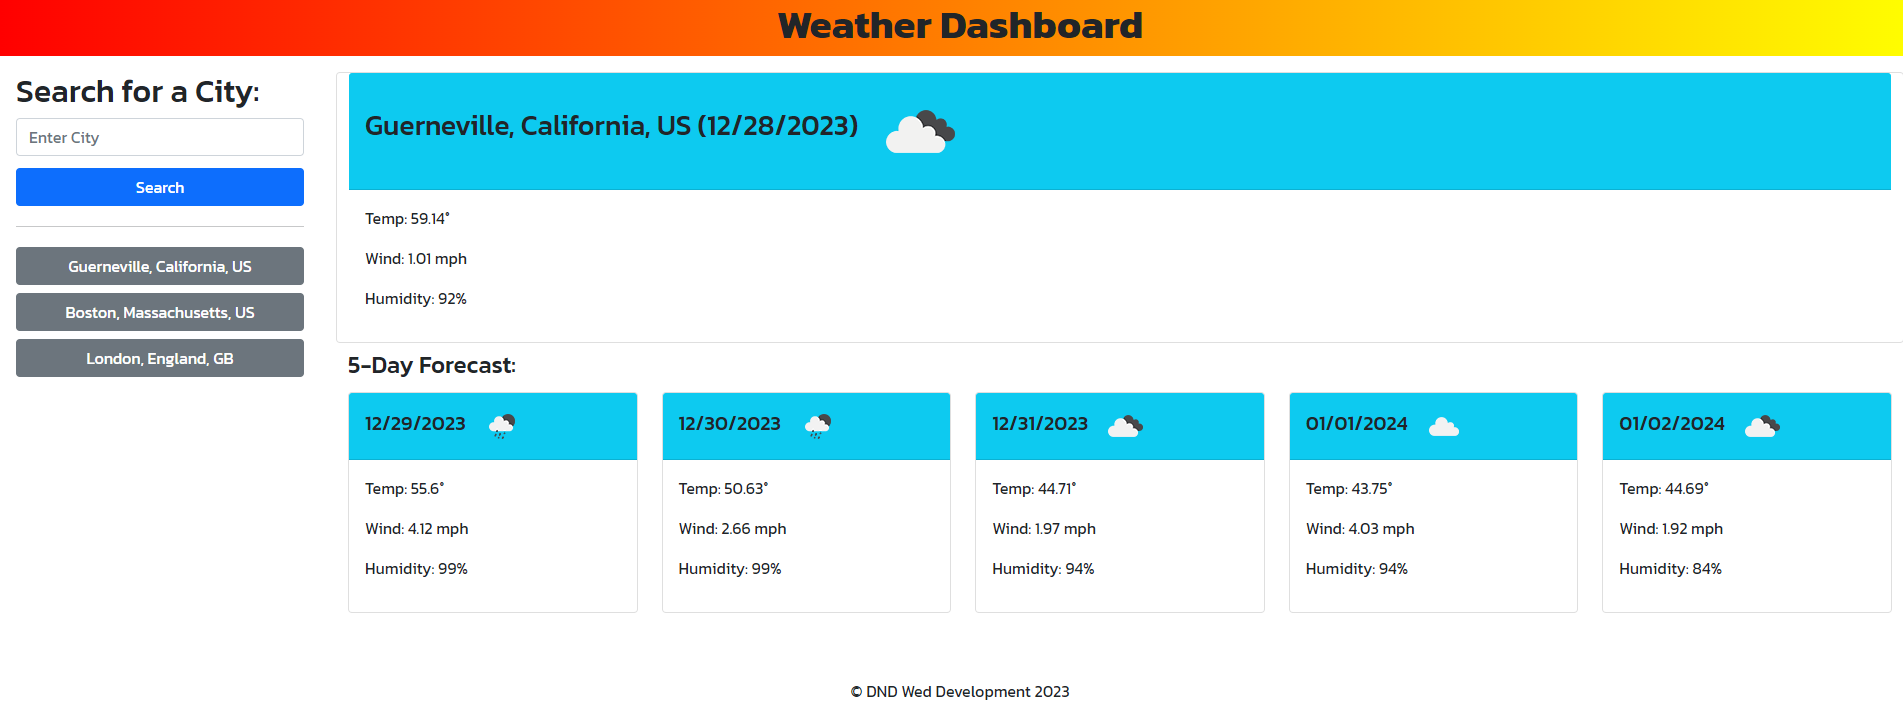 Weather Dashboard
Search for a City:
Enter City
Search
Guerneville, California, US
Boston, Massachusetts, US
London, England, GB
Guerneville, California, US (12/28/2023)
Temp: 59.14°
Wind: 1.01 mph
Humidity: 92%
5-Day Forecast:
12/29/2023
Temp: 55.6°
Wind: 4.12 mph
Humidity: 99%
12/30/2023
Temp: 50.63°
Wind: 2.66 mph
Humidity: 99%
12/31/2023
Temp: 44.71°
Wind: 1.97 mph
Humidity: 94%
01/01/2024
Temp: 43.75°
Wind: 4.03 mph
Humidity: 94%
01/02/2024
Temp: 44.69°
Wind: 1.92 mph
Humidity: 84%
© DND Wed Development 2023